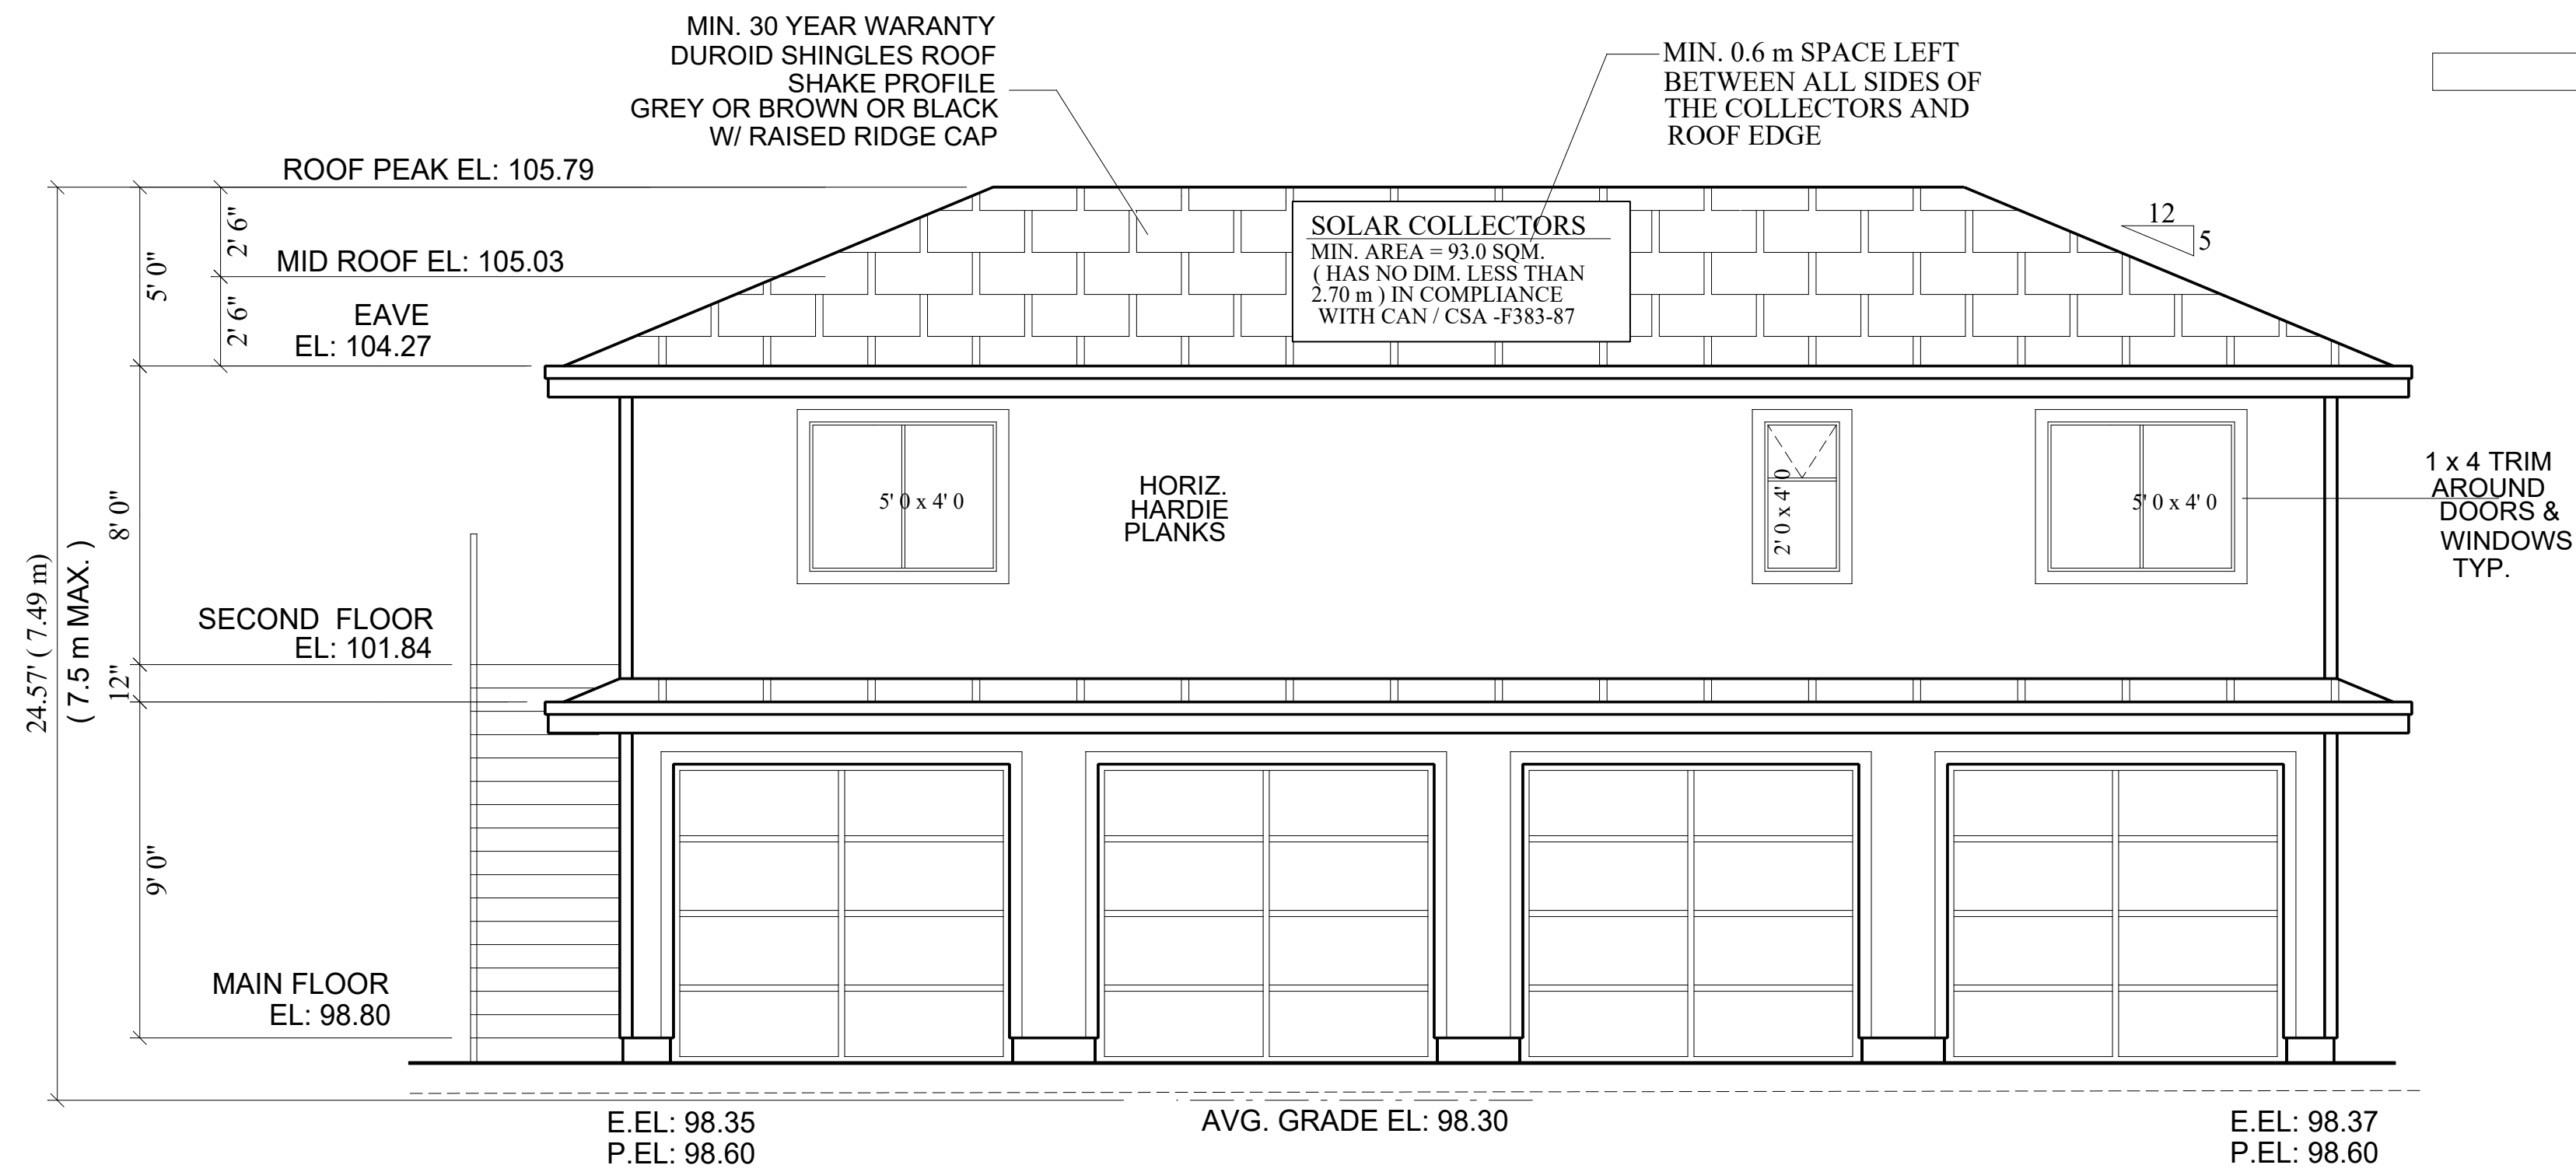 MIN. 30 YEAR WARANTY
DUROID SHINGLES ROOF
SHAKE PROFILE
GREY OR BROWN OR BLACK
W/ RAISED RIDGE CAP
MIN. 0.6 m SPACE LEFT
BETWEEN ALL SIDES OF
THE COLLECTORS AND
ROOF EDGE
ROOF PEAK EL: 105.79
2' 6"
MID ROOF EL: 105.03
5' 0"
2' 6"
EAVE
EL: 104.27
SOLAR COLLECTORS
MIN. AREA = 93.0 SQM.
( HAS NO DIM. LESS THAN
2.70 m ) IN COMPLIANCE
WITH CAN / CSA -F383-87
12
5
8' 0"
5' 0 x 4' 0
HORIZ.
HARDIE
PLANKS
2' 0 x 4' 0
5' 0 x 4' 0
1 x 4 TRIM
AROUND
DOORS &
WINDOWS
TYP.
24.57' ( 7.49 m)
( 7.5 m MAX. )
SECOND FLOOR
EL: 101.84
12"
9' 0"
MAIN FLOOR
EL: 98.80
E.EL: 98.35
P.EL: 98.60
AVG. GRADE EL: 98.30
E.EL: 98.37
P.EL: 98.60